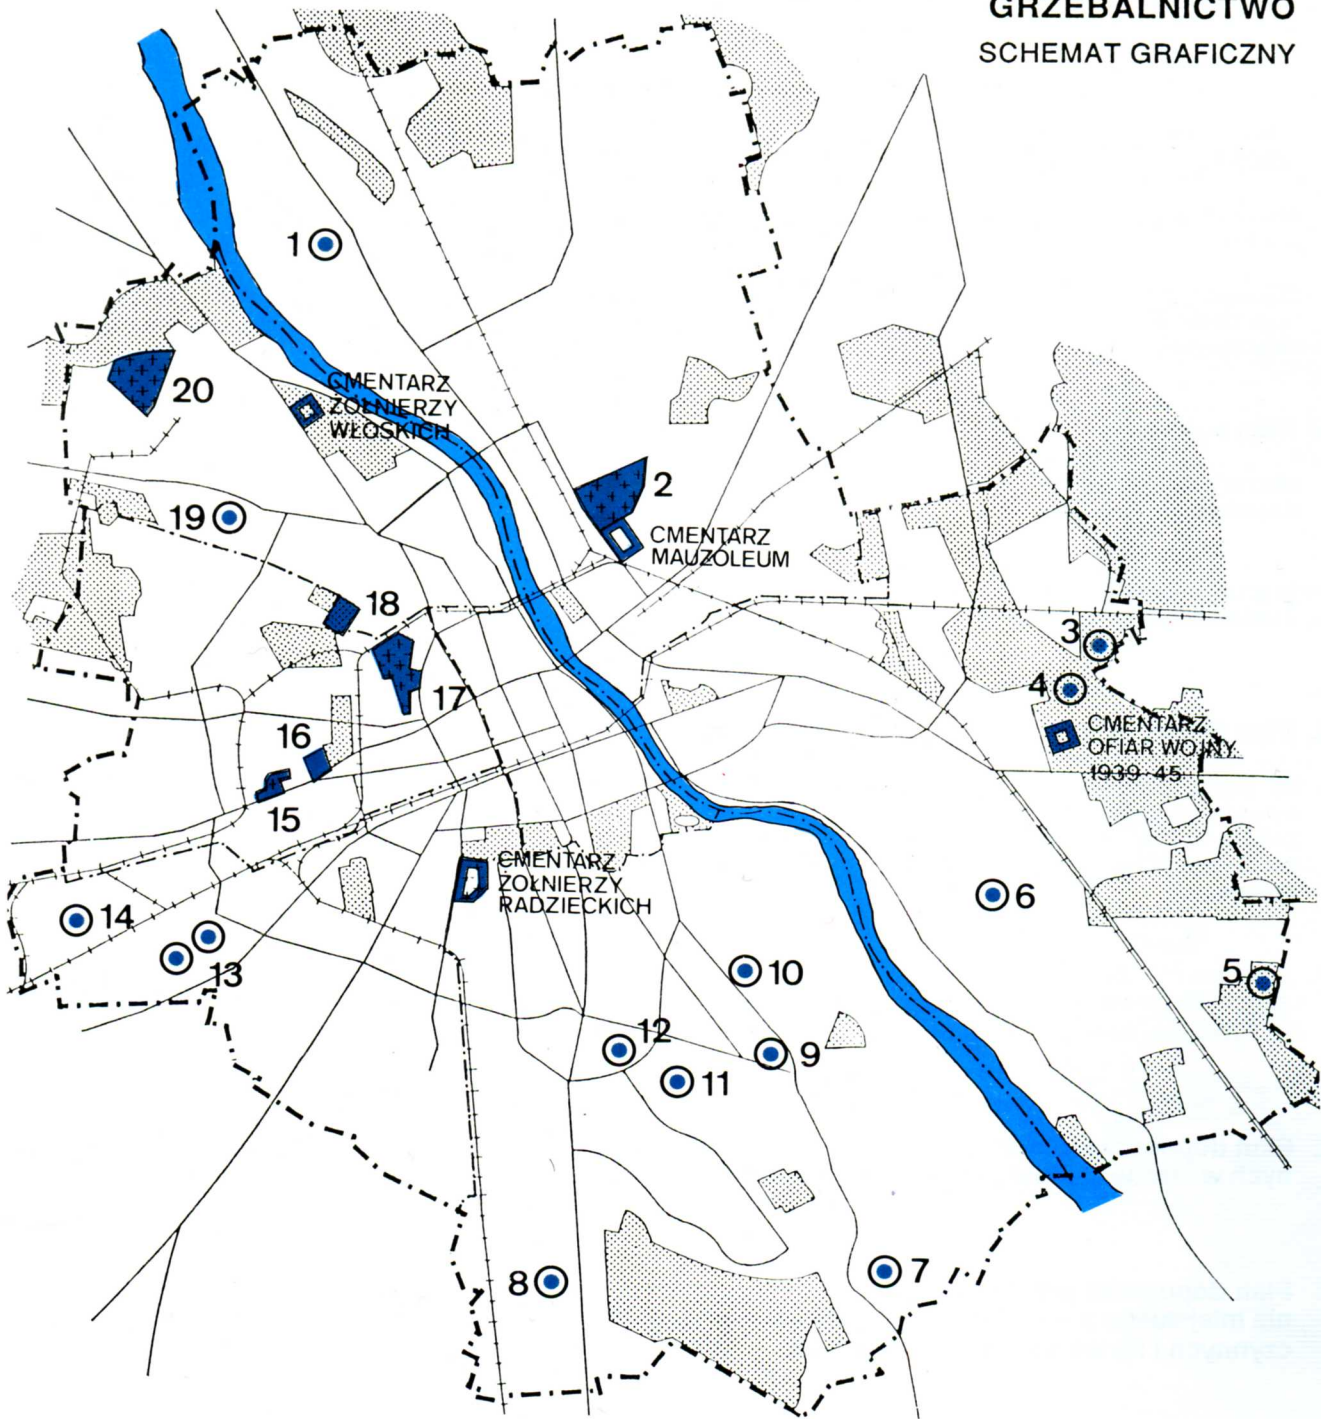 GRZEBALNICTWO
SCHEMAT GRAFICZNY
1
20
CMENTARZ
ŻOŁNIERZY
WŁOSKICH
2
19
CMENTARZ
MAUZOLEUM
18
3
4
17
CMENTARZ
OFIAR WOJNY
1939-45
16
15
CMENTARZ
ŻOŁNIERZY
RADZIECKICH
6
14
13
10
5
12
9
11
8
7